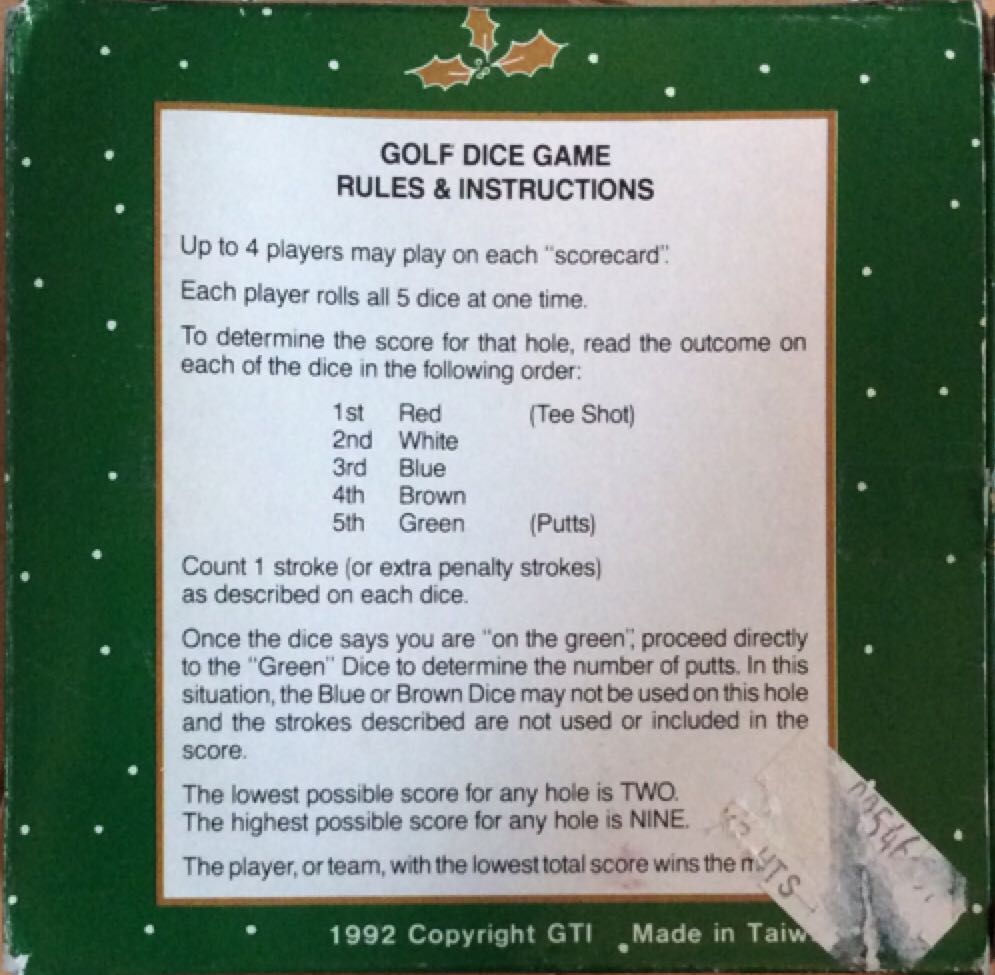 GOLF DICE GAME
RULES & INSTRUCTIONS
Up to 4 players may play on each "scorecard".
Each player rolls all 5 dice at one time.
To determine the score for that hole, read the outcome on
each of the dice in the following order:
1st Red (Tee Shot)
2nd White
3rd Blue
4th Brown
5th Green (Putts)
Count 1 stroke (or extra penalty strokes)
as described on each dice.
Once the dice says you are "on the green", proceed directly
to the "Green" Dice to determine the number of putts. In this
situation, the Blue or Brown Dice may not be used on this hole
and the strokes described are not used or included in the
score.
The lowest possible score for any hole is TWO.
The highest possible score for any hole is NINE.
The player, or team, with the lowest total score wins the
1992 Copyright GTI Made in Taiw